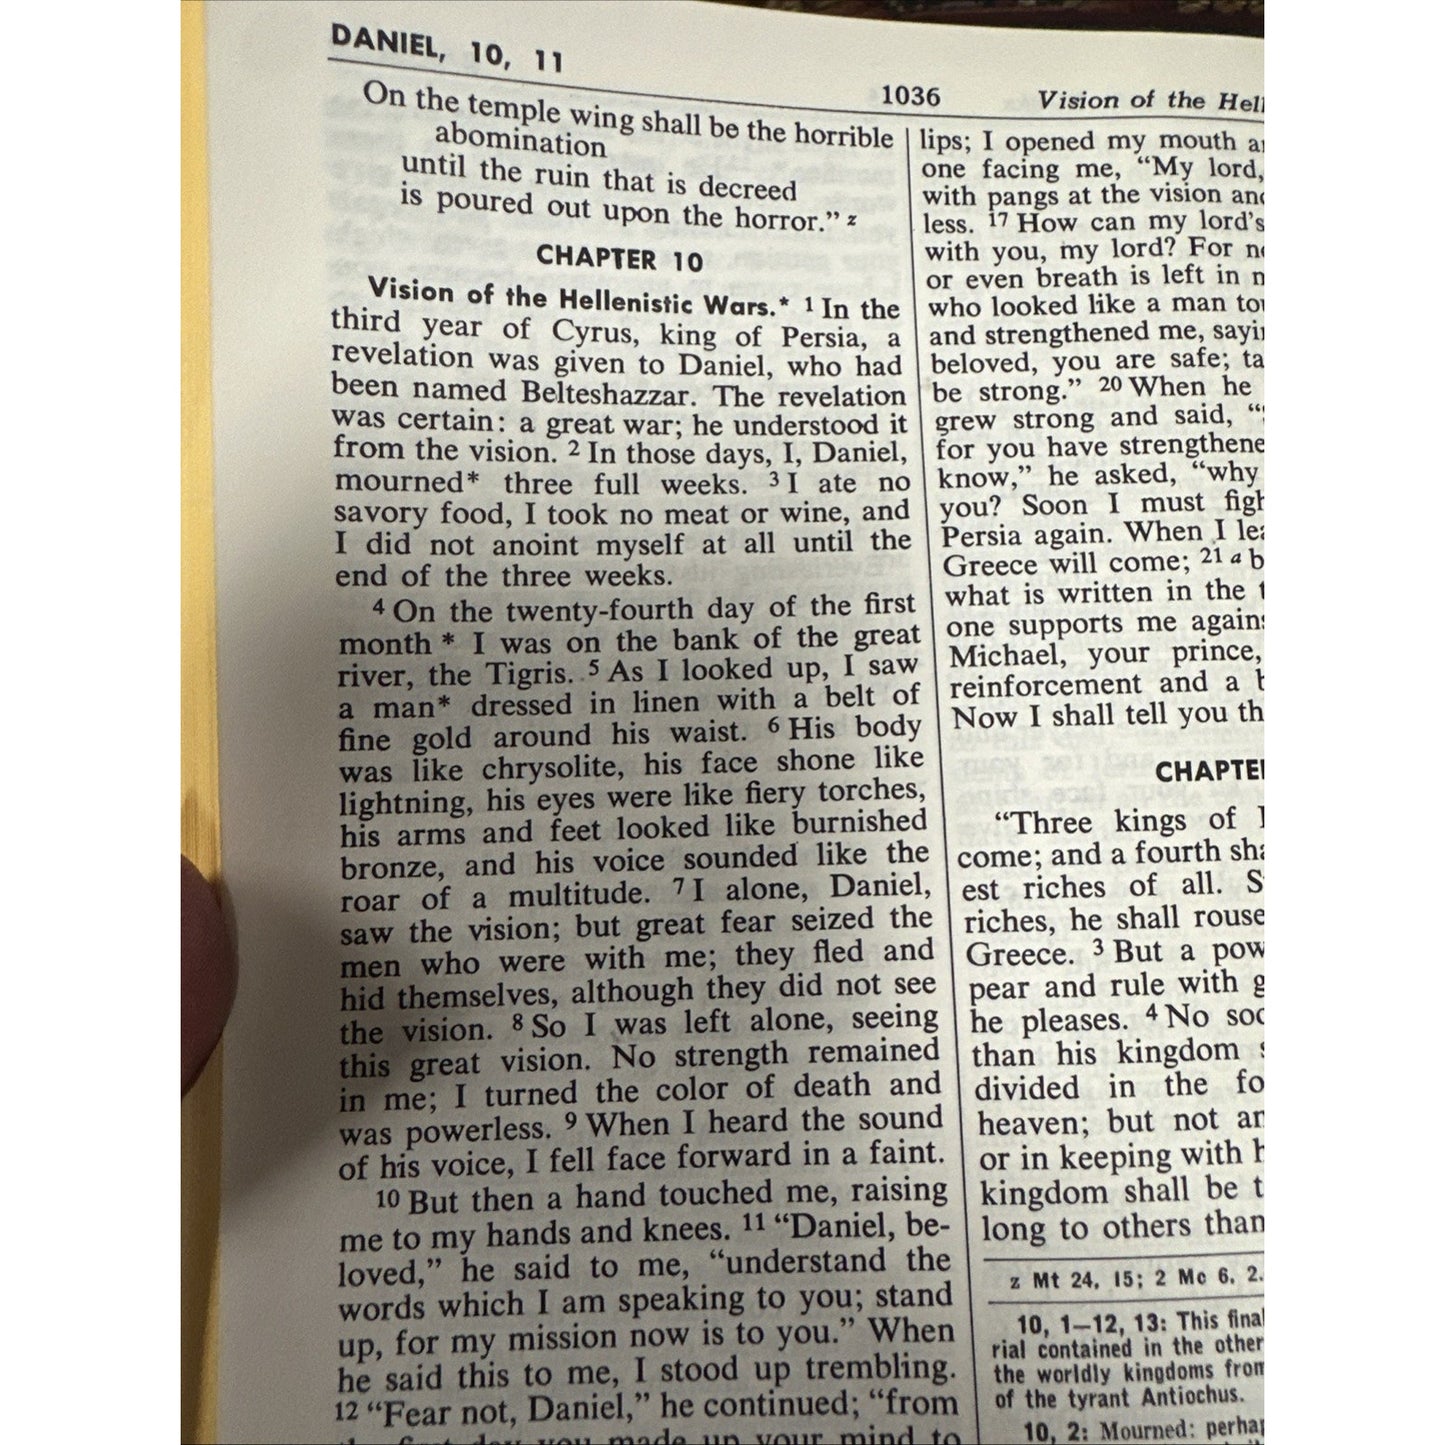 DANIEL, 10, 11
1036
Vision of the
On the temple wing shall be the horrible
abomination
until the ruin that is decreed
is poured out upon the horror.” z
CHAPTER 10
Vision of the Hellenistic Wars.* 1 In the
third year of Cyrus, king of Persia, a
revelation was given to Daniel, who had
been named Belteshazzar. The revelation
was certain: a great war; he understood it
from the vision. 2 In those days, I, Daniel,
mourned* three full weeks. 3 I ate no
savory food, I took no meat or wine, and
I did not anoint myself at all until the
end of the three weeks.
4 On the twenty-fourth day of the first
month * I was on the bank of the great
river, the Tigris. 5 As I looked up, I saw
a man* dressed in linen with a belt of
fine gold around his waist. 6 His body
was like chrysolite, his face shone like
lightning, his eyes were like fiery torches,
his arms and feet looked like burnished
bronze, and his voice sounded like the
roar of a multitude. 7 I alone, Daniel,
saw the vision; but great fear seized the
men who were with me; they fled and
hid themselves, although they did not see
the vision. 8 So I was left alone, seeing
this great vision. No strength remained
in me; I turned the color of death and
was powerless. 9 When I heard the sound
of his voice, I fell face forward in a faint.
10 But then a hand touched me, raising
me to my hands and knees. 11 “Daniel, be-
loved,” he said to me, “understand the
words which I am speaking to you; stand
up, for my mission now is to you.” When
he said this to me, I stood up trembling.
12 “Fear not, Daniel,” he continued; “from
the first day you made up your mind to
lips; I opened my mouth
one facing me, “My lord,
with pangs at the vision
less. 17 How can my lord's
with you, my lord? For
or even breath is left in
who looked like a man
and strengthened me,
beloved, you are safe;
be strong.” 20 When he
grew strong and said,
for you have
know,” he asked, “why
you? Soon I must
Persia again. When I
Greece will come; 21 a
what is written in the
one supports me
Michael, your prince,
reinforcement and a
Now I shall tell you
CHAPTER
“Three kings of
come; and a fourth
est riches of all.
riches, he shall rouse
Greece. 3 But a
pear and rule with
he pleases. 4 No
than his kingdom
divided in the
heaven; but not
or in keeping with
kingdom shall be
long to others than
z Mt 24, 15; 2 Mc 6, 2.
10, 1–12, 13: This final
rial contained in the other
the worldly kingdoms from
of the tyrant Antiochus.
10, 2: Mourned: